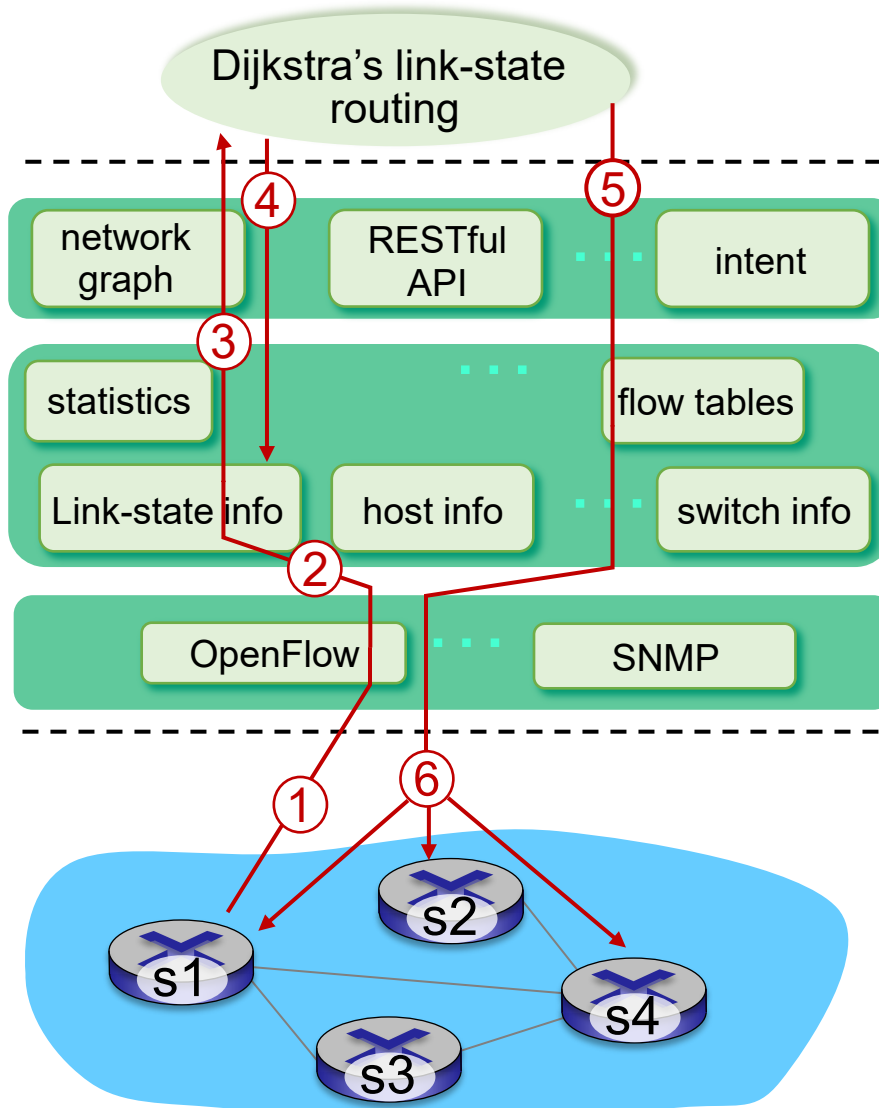 Dijkstra’s link-state
routing
4
5
network
graph
RESTful
API
. . .
intent
3
statistics
. . .
flow tables
Link-state info
host info
. . .
switch info
2
OpenFlow
. . .
SNMP
1
6
s2
s1
s4
s3